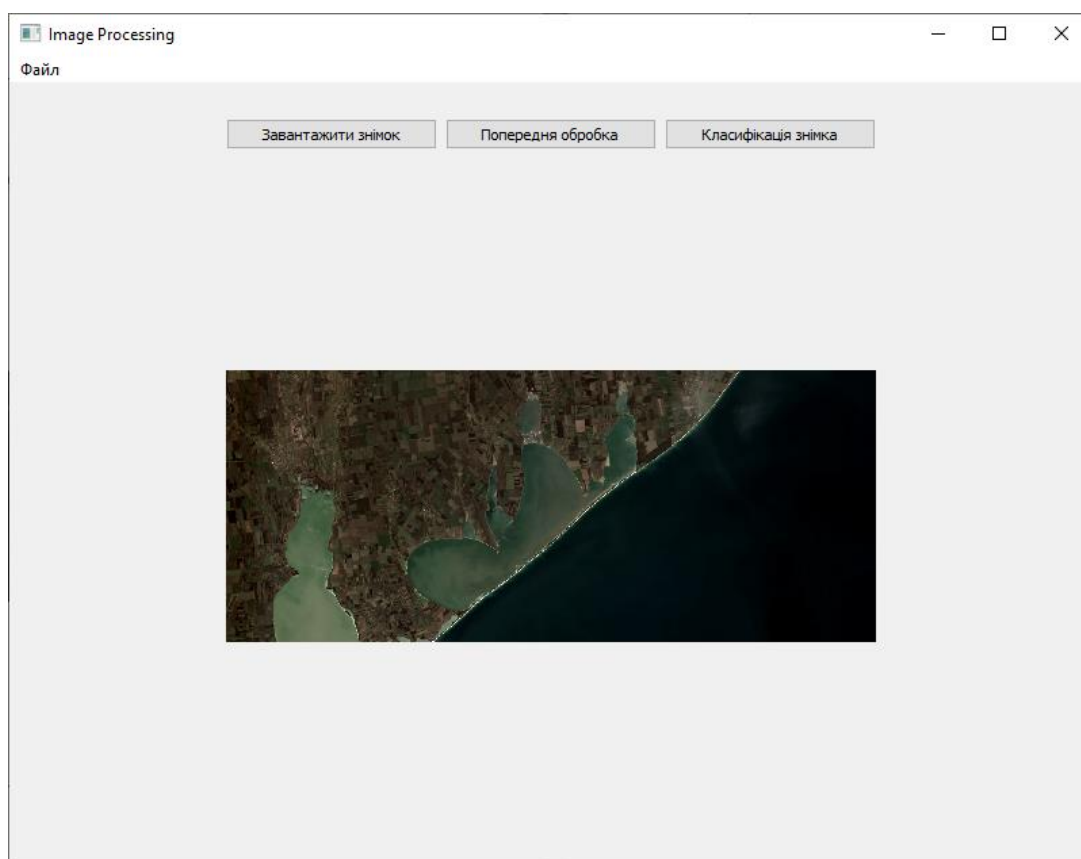 Image Processing
Файл
Завантажити знімок Попередня обробка Класифікація знімка